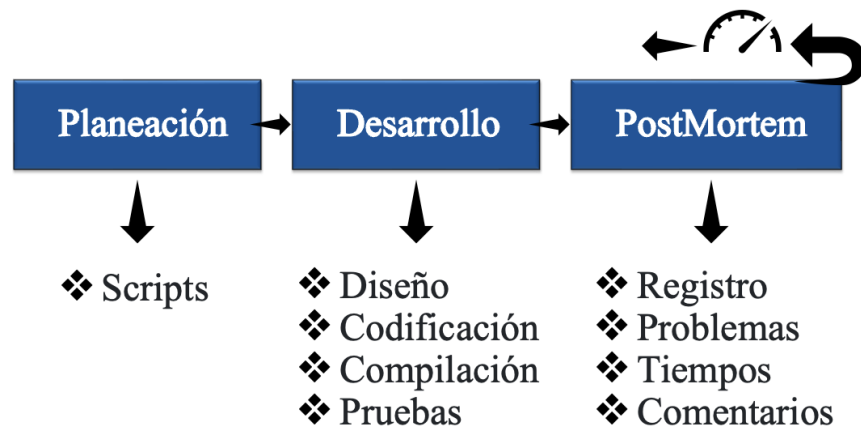 Planeación
Desarrollo
PostMortem
Scripts
Diseño
Codificación
Compilación
Pruebas
Registro
Problemas
Tiempos
Comentarios